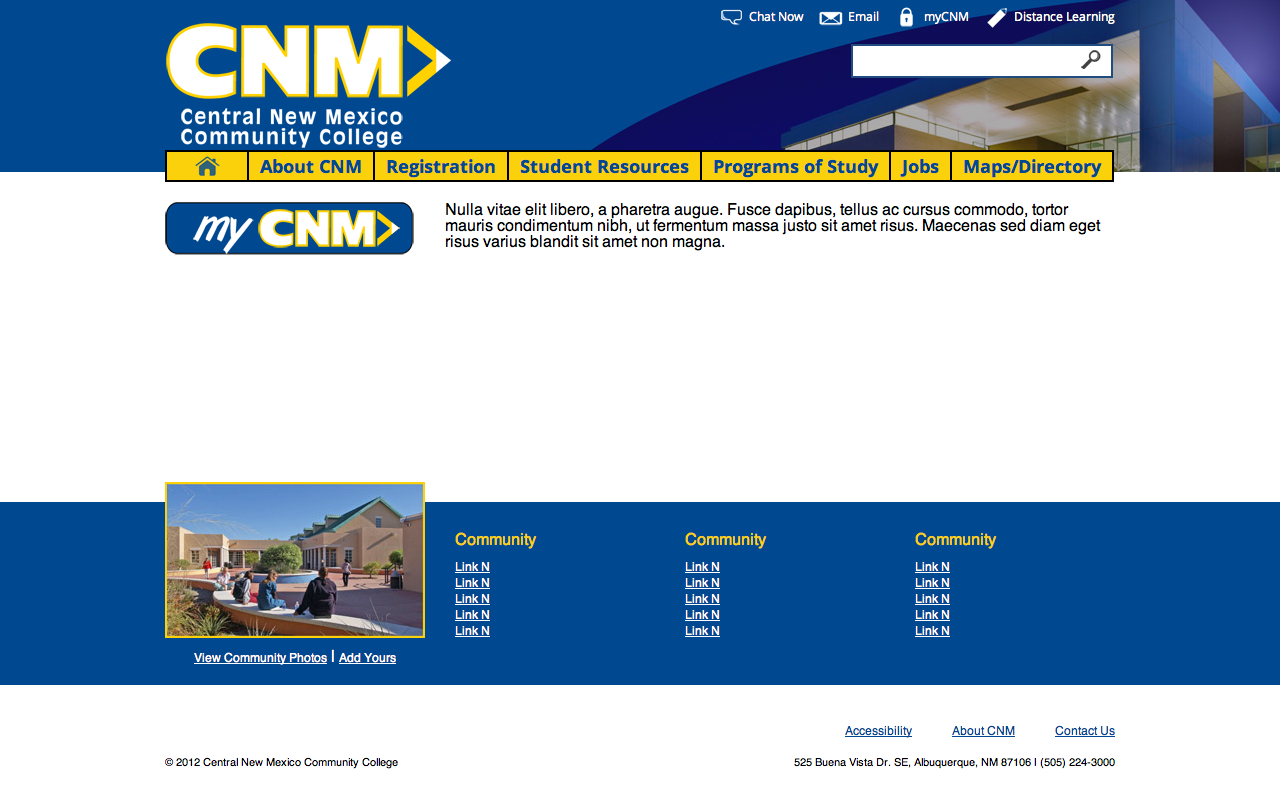 Chat Now Email myCNM Distance Learning
CNM
Central New Mexico
Community College
About CNM Registration Student Resources Programs of Study Jobs Maps/Directory
my CNM
Nulla vitae elit libero, a pharetra augue. Fusce dapibus, tellus ac cursus commodo, tortor
mauris condimentum nibh, ut fermentum massa justo sit amet risus. Maecenas sed diam eget
risus varius blandit sit amet non magna.
Community
Link N
Link N
Link N
Link N
Link N
Community
Link N
Link N
Link N
Link N
Link N
Community
Link N
Link N
Link N
Link N
Link N
View Community Photos | Add Yours
Accessibility About CNM Contact Us
© 2012 Central New Mexico Community College
525 Buena Vista Dr. SE, Albuquerque, NM 87106 I (505) 224-3000